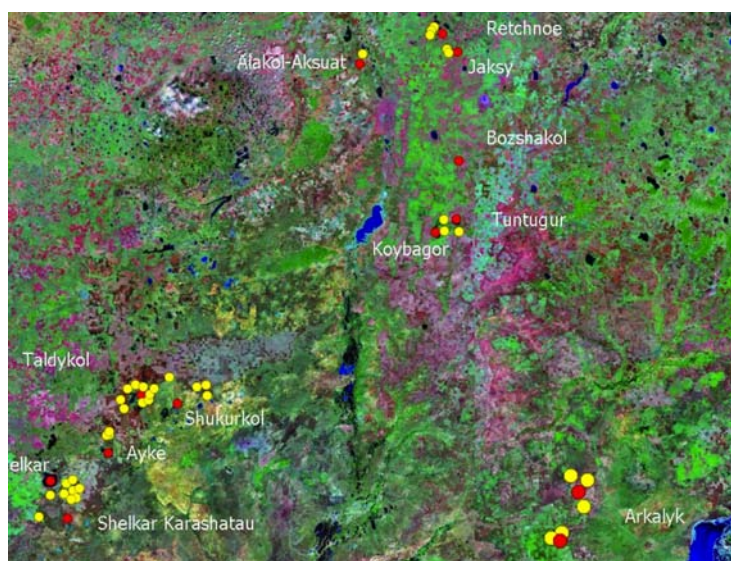 Retchnoe
Alakol-Aksuat
Jaksy
Bozshakol
Tuntugur
Koybagor
Taldykol
Shukurkol
Ayke
elkar
Shelkar Karashatau
Arkalyk